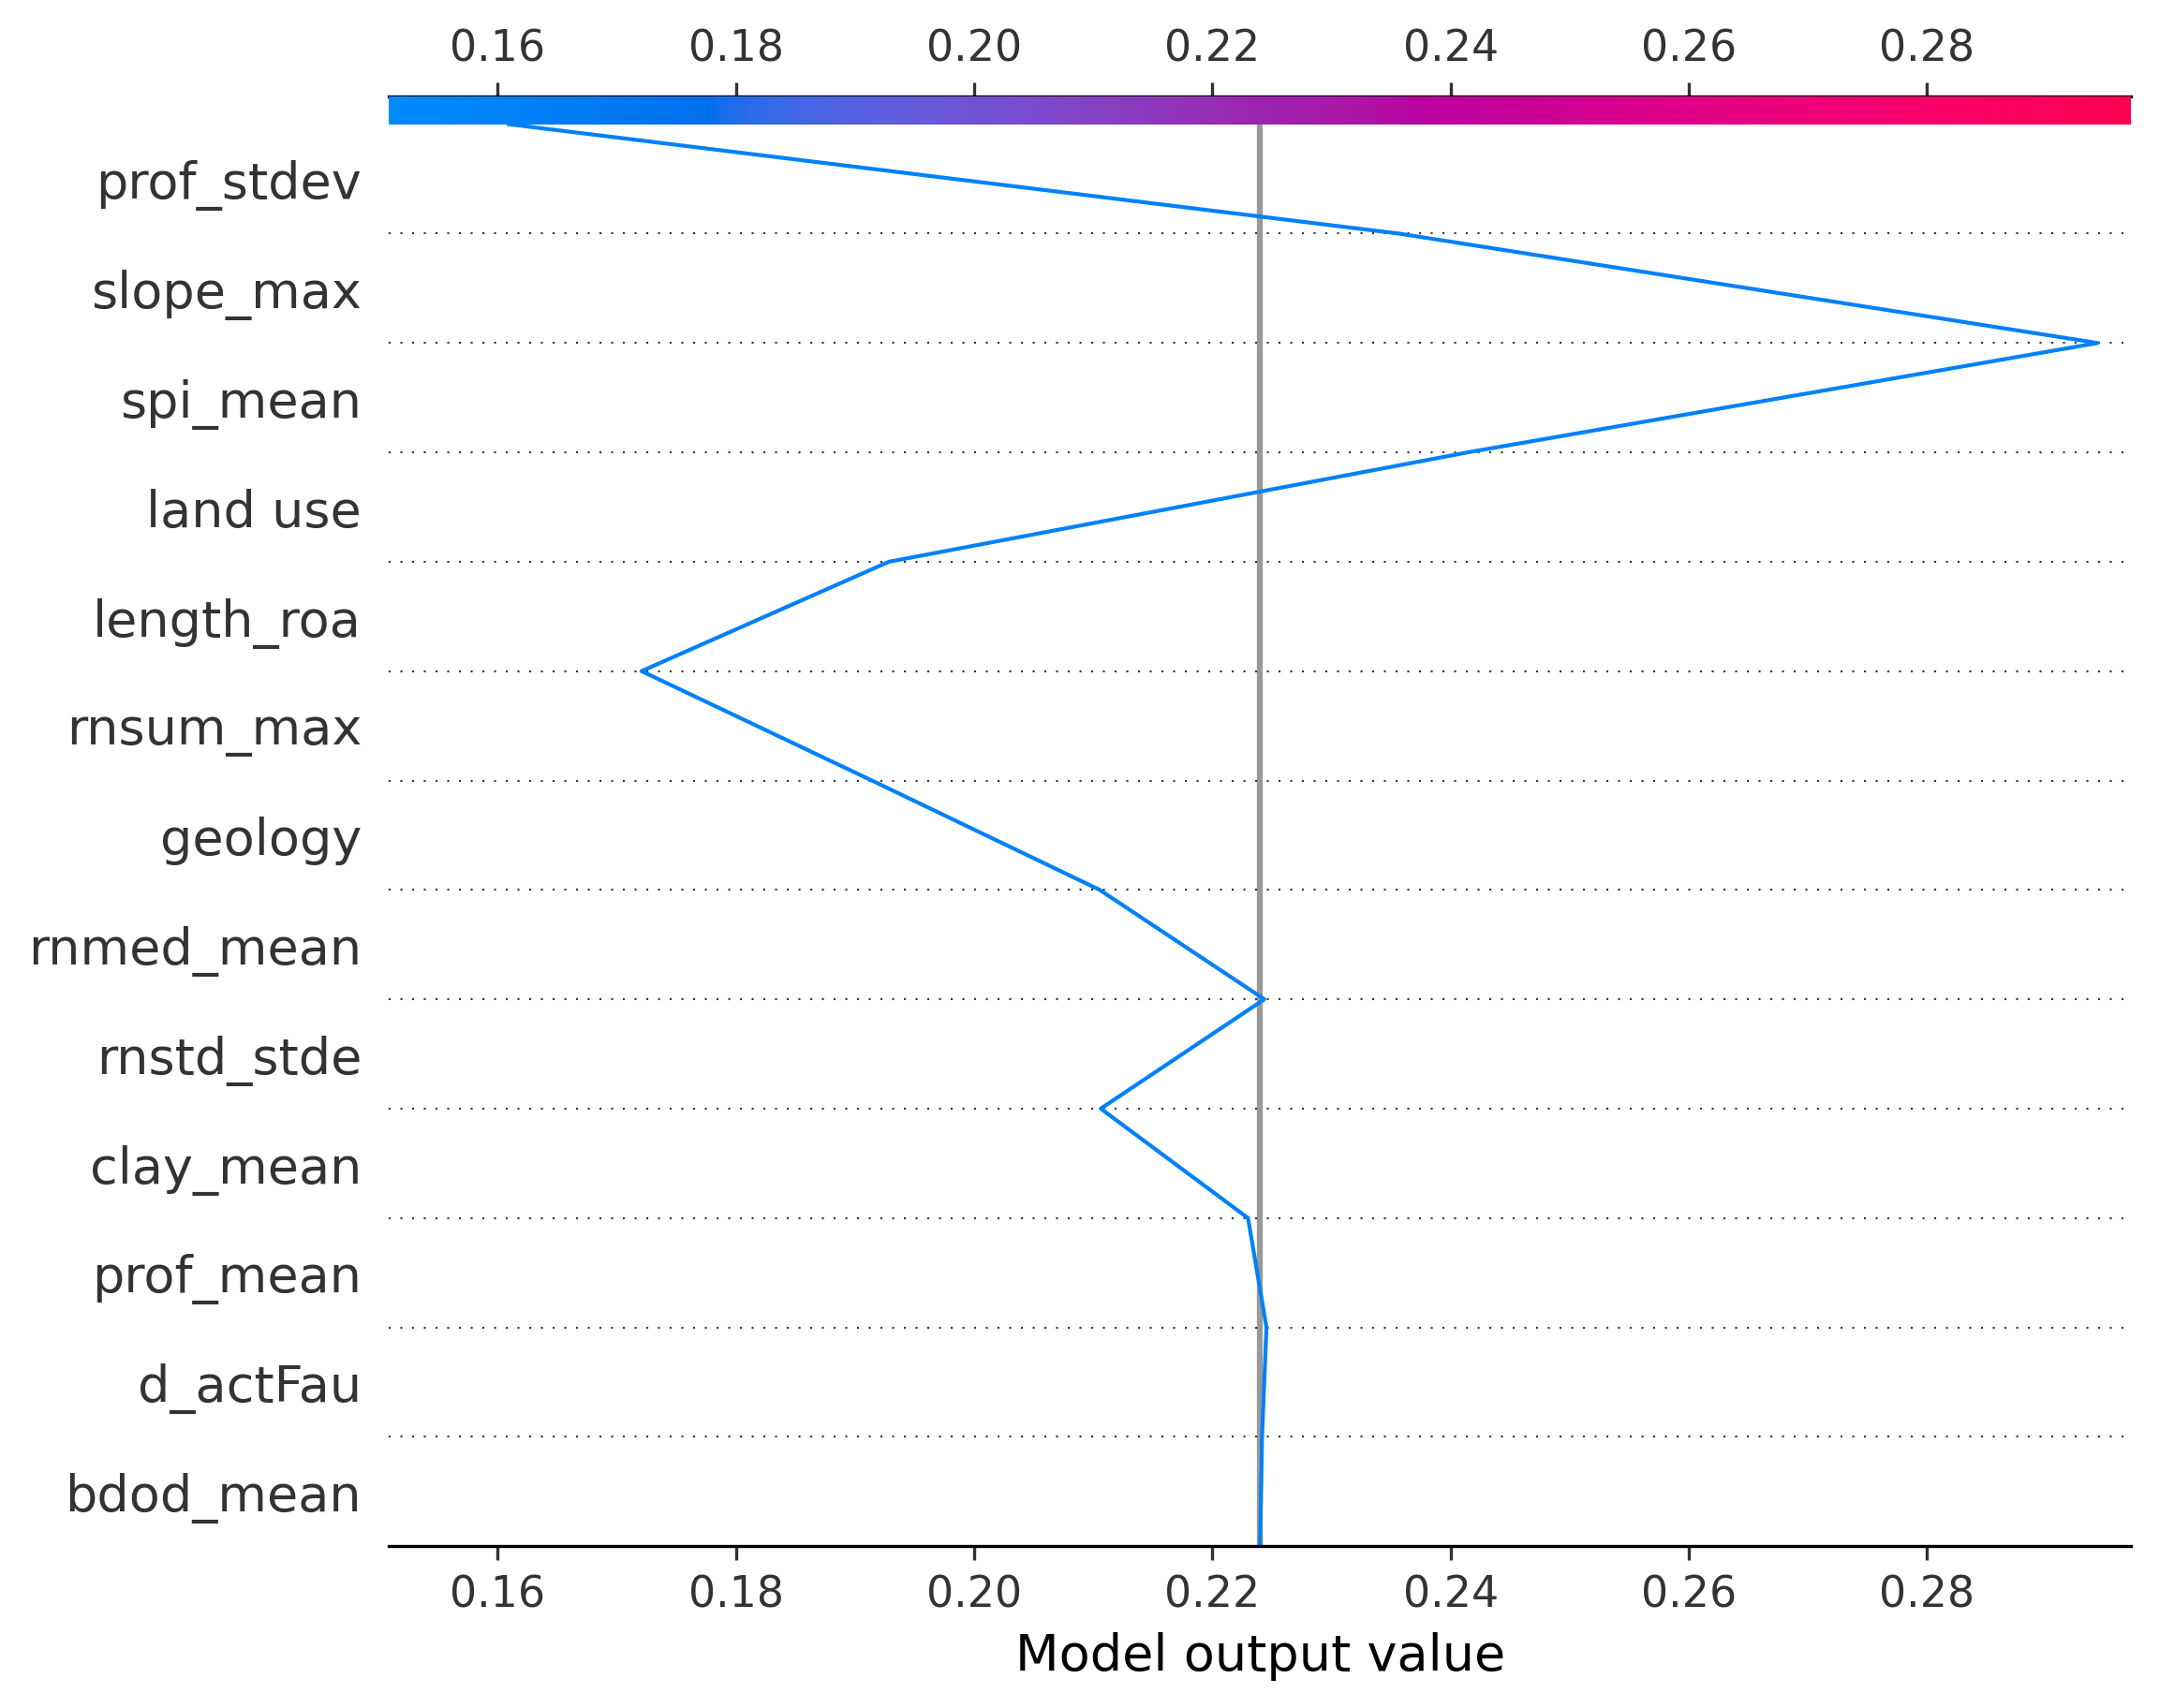 0.16 0.18 0.20 0.22 0.24 0.26 0.28
prof_stdev
slope_max
spi_mean
land use
length_roa
rnsum_max
geology
rnmed_mean
rnstd_stde
clay_mean
prof_mean
d_actFau
bdod_mean
0.16 0.18 0.20 0.22 0.24 0.26 0.28
Model output value